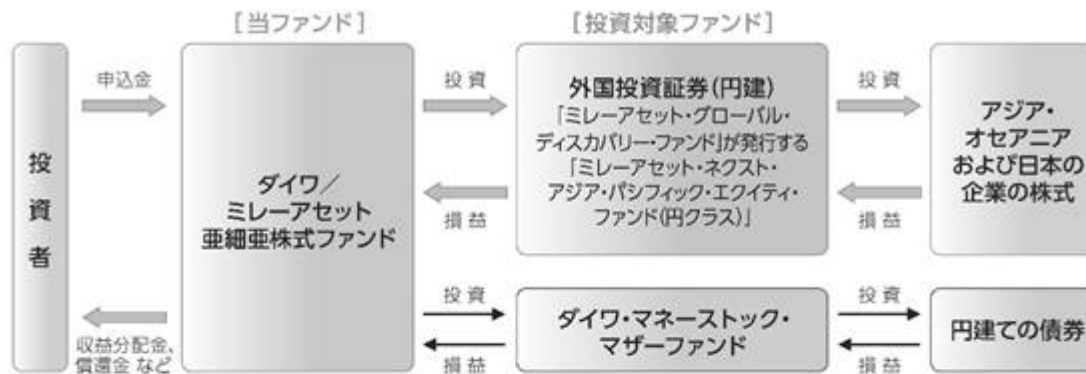 [当ファンド]
[投資対象ファンド]
投資者
申込金
収益分配金、
償還金 など
ダイワ／
ミレーアセット
亜細亜株式ファンド
投資
損益
外国投資証券(円建)
「ミレーアセット・グローバル・
ディスカバリー・ファンド」が発行する
「ミレーアセット・ネクスト・
アジア・パシフィック・エクイティ・
ファンド(円クラス)」
投資
損益
アジア・
オセアニア
および日本の
企業の株式
投資
損益
ダイワ・マネーストック・
マザーファンド
投資
損益
円建ての債券